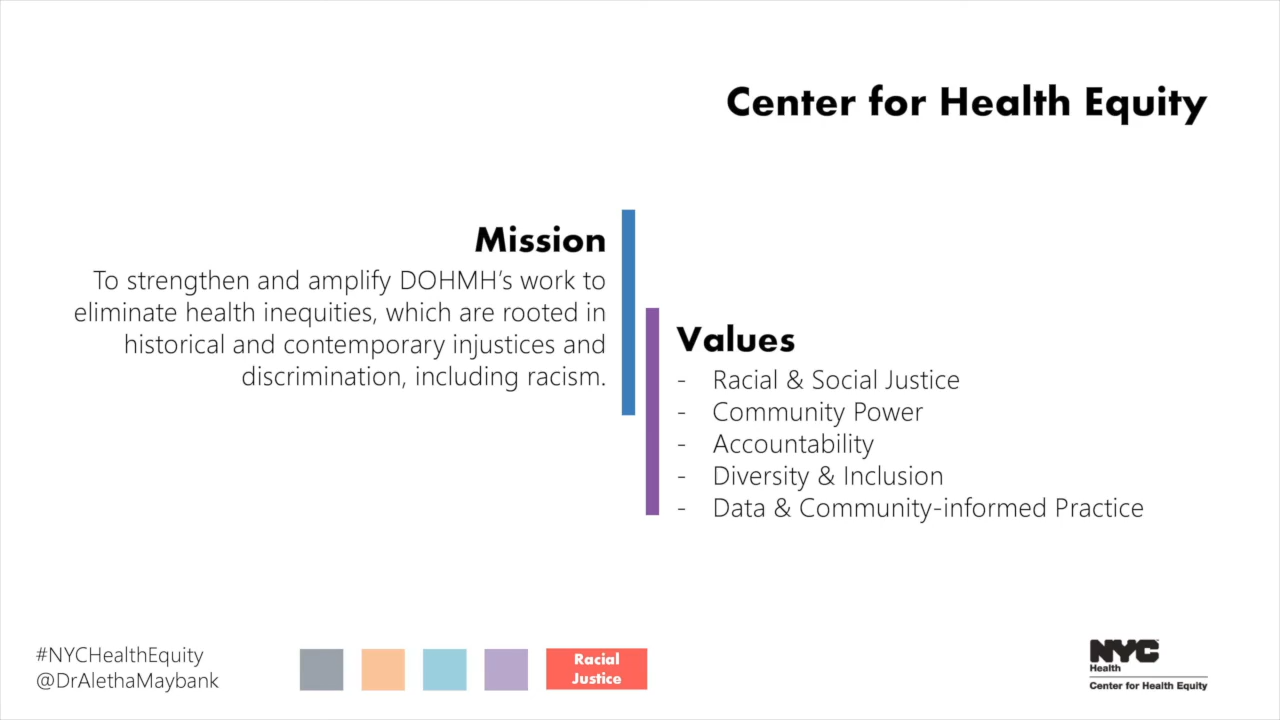 Center for Health Equity
Mission
To strengthen and amplify DOHMH's work to
eliminate health inequities, which are rooted in
historical and contemporary injustices and
discrimination, including racism.
Values
- Racial & Social Justice
- Community Power
- Accountability
- Diversity & Inclusion
- Data & Community-informed Practice
#NYCHealthEquity
@DrAlethaMaybank
Racial
Justice
NYC
Health
Center for Health Equity